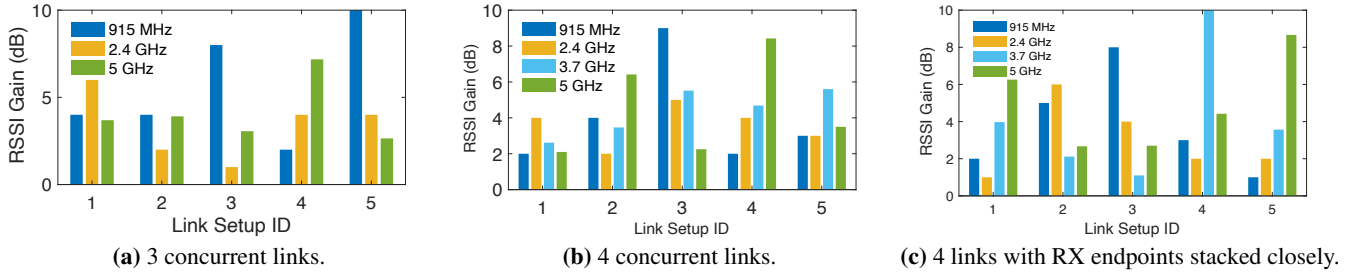 10
5
0
RSSI Gain (dB)
915 MHz
2.4 GHz
5 GHz
1 2 3 4 5
Link Setup ID
(a) 3 concurrent links.
10
8
6
4
2
0
RSSI Gain (dB)
915 MHz
2.4 GHz
3.7 GHz
5 GHz
1 2 3 4 5
Link Setup ID
(b) 4 concurrent links.
10
8
6
4
2
0
RSSI Gain (dB)
915 MHz
2.4 GHz
3.7 GHz
5 GHz
1 2 3 4 5
Link Setup ID
(c) 4 links with RX endpoints stacked closely.